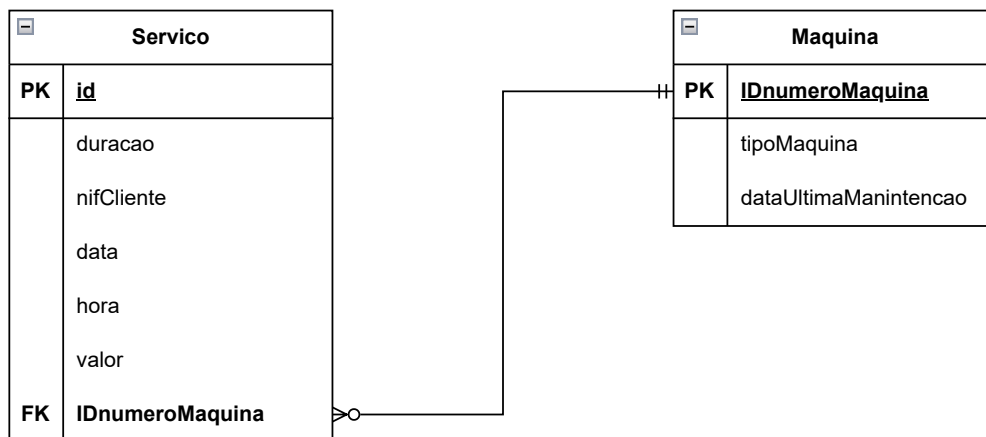 Servico
PK id
duracao
nifCliente
data
hora
valor
FK IDnumeroMaquina
Maquina
PK IDnumeroMaquina
tipoMaquina
dataUltimaManintencao